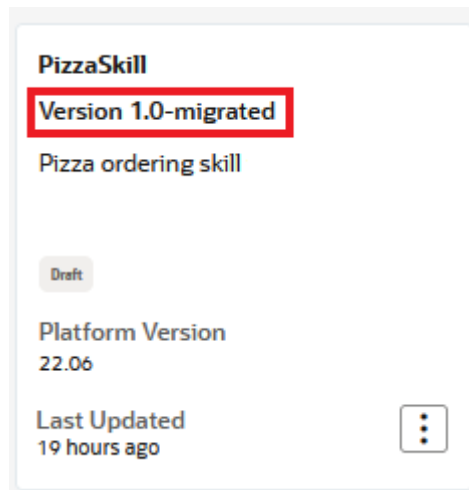 PizzaSkill
Version 1.0-migrated
Pizza ordering skill
Draft
Platform Version
22.06
Last Updated
19 hours ago